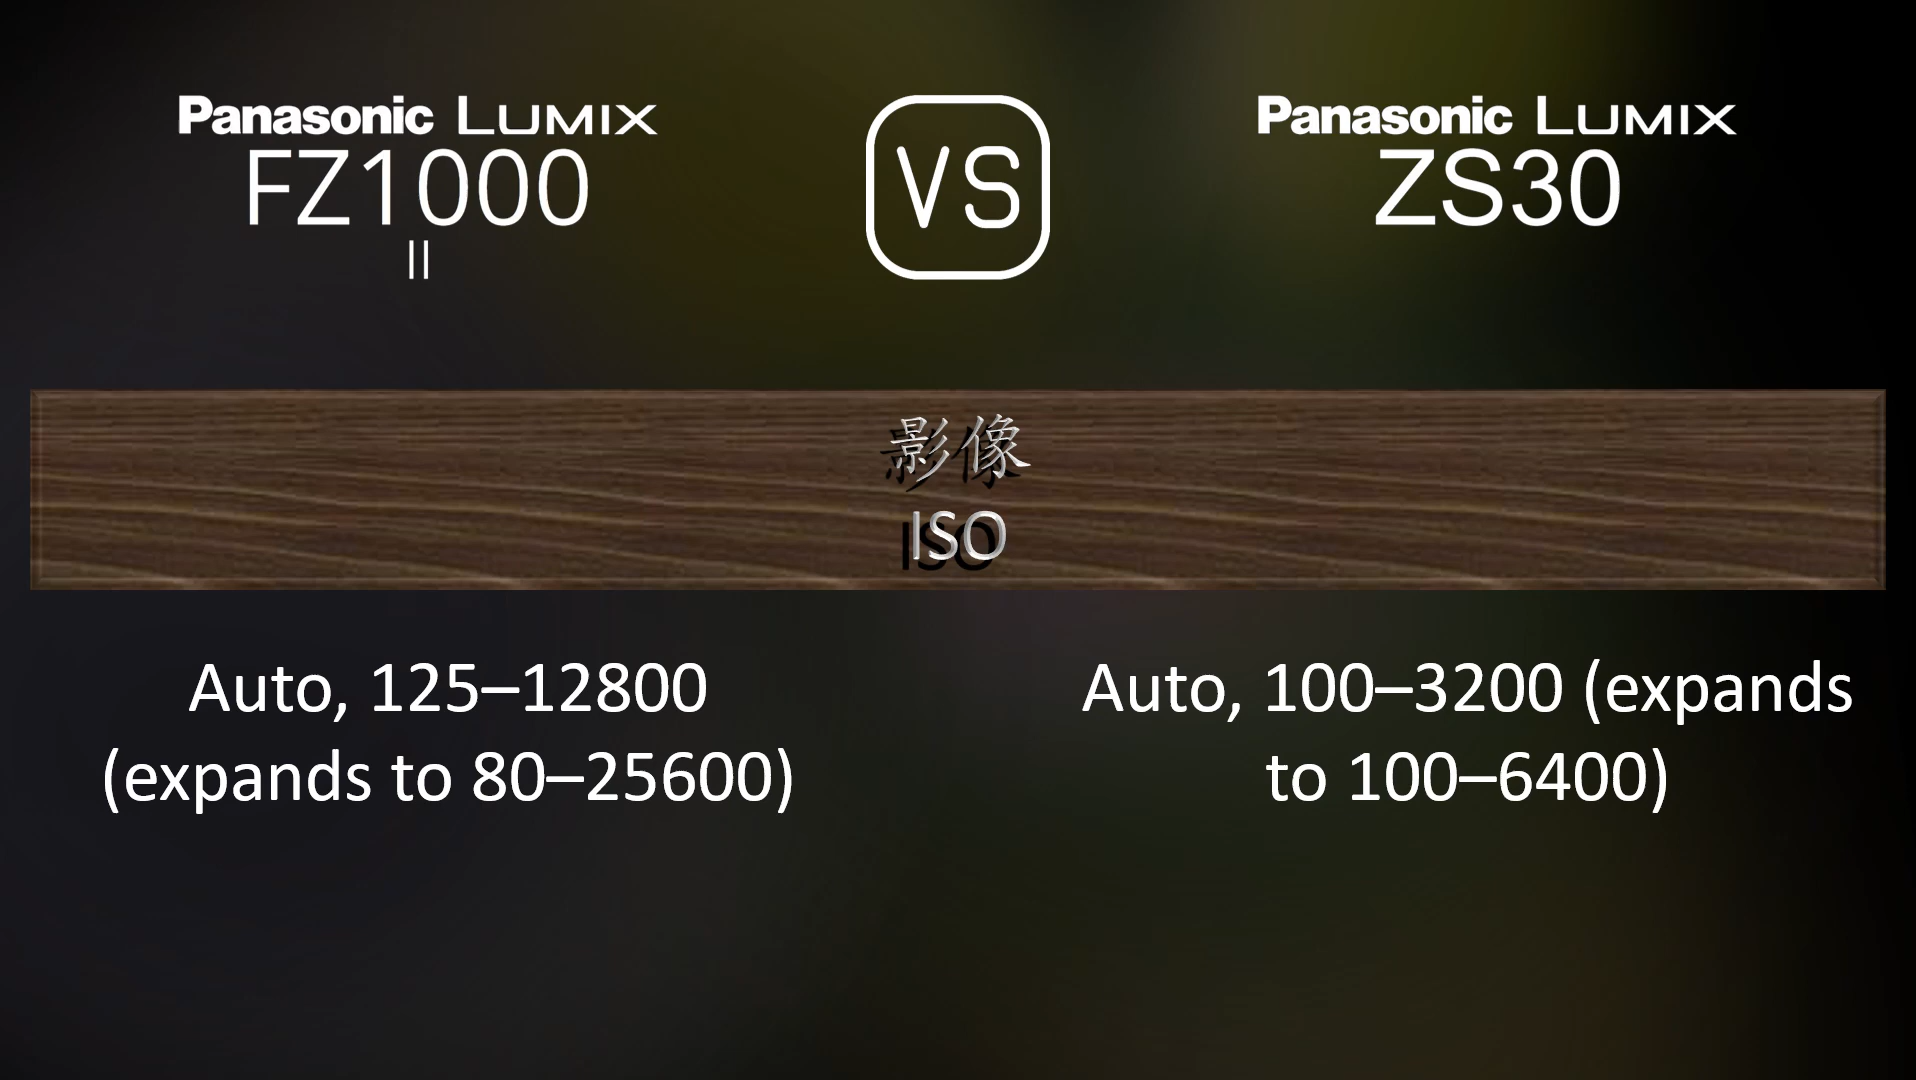 Panasonic LUMIX
FZ1000
II
VS
Panasonic LUMIX
ZS30
影像
ISO
Auto, 125–12800
(expands to 80–25600)
Auto, 100–3200 (expands
to 100–6400)